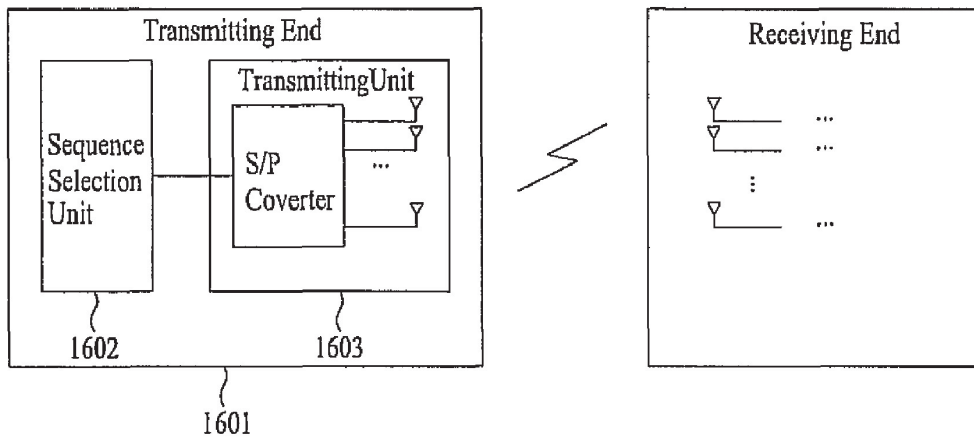 Transmitting End
Sequence
Selection
Unit
TransmittingUnit
S/P
Coverter
...
1602
1603
1601
Receiving End
...
...
...
...